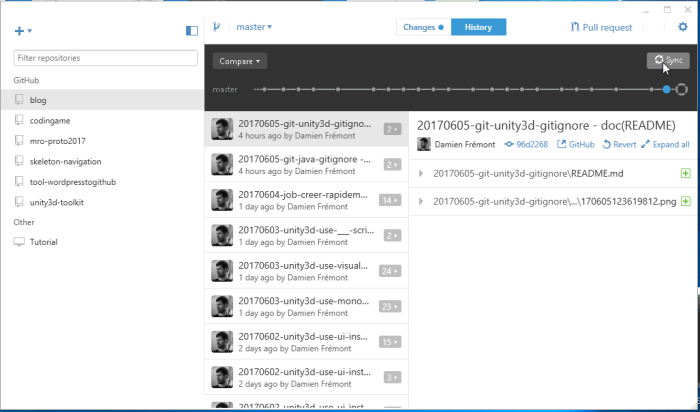 master
Changes
History
Pull request
Filter repositories
Compare
Sync
GitHub
master
blog
codingame
mro-proto2017
skeleton-navigation
tool-wordpresstogithub
unity3d-toolkit
Other
Tutorial
20170605-git-unity3d-gitigno...
4 hours ago by Damien Frémont
2
20170605-git-java-gitignore -...
4 hours ago by Damien Frémont
2
20170604-job-creer-rapidem...
1 day ago by Damien Frémont
14
20170603-unity3d-use-___-scri...
1 day ago by Damien Frémont
2
20170603-unity3d-use-visual...
1 day ago by Damien Frémont
24
20170603-unity3d-use-mono...
1 day ago by Damien Frémont
23
20170602-unity3d-use-ui-ins...
2 days ago by Damien Frémont
15
20170602-unity3d-use-ui-inst...
2 days ago by Damien Frémont
3
20170602-unity3d-use-ui-inst...
20170605-git-unity3d-gitignore - doc(README)
Damien Frémont
96d2268
GitHub
Revert
Expand all
20170605-git-unity3d-gitignore\README.md
20170605-git-unity3d-gitignore\...\170605123619812.png